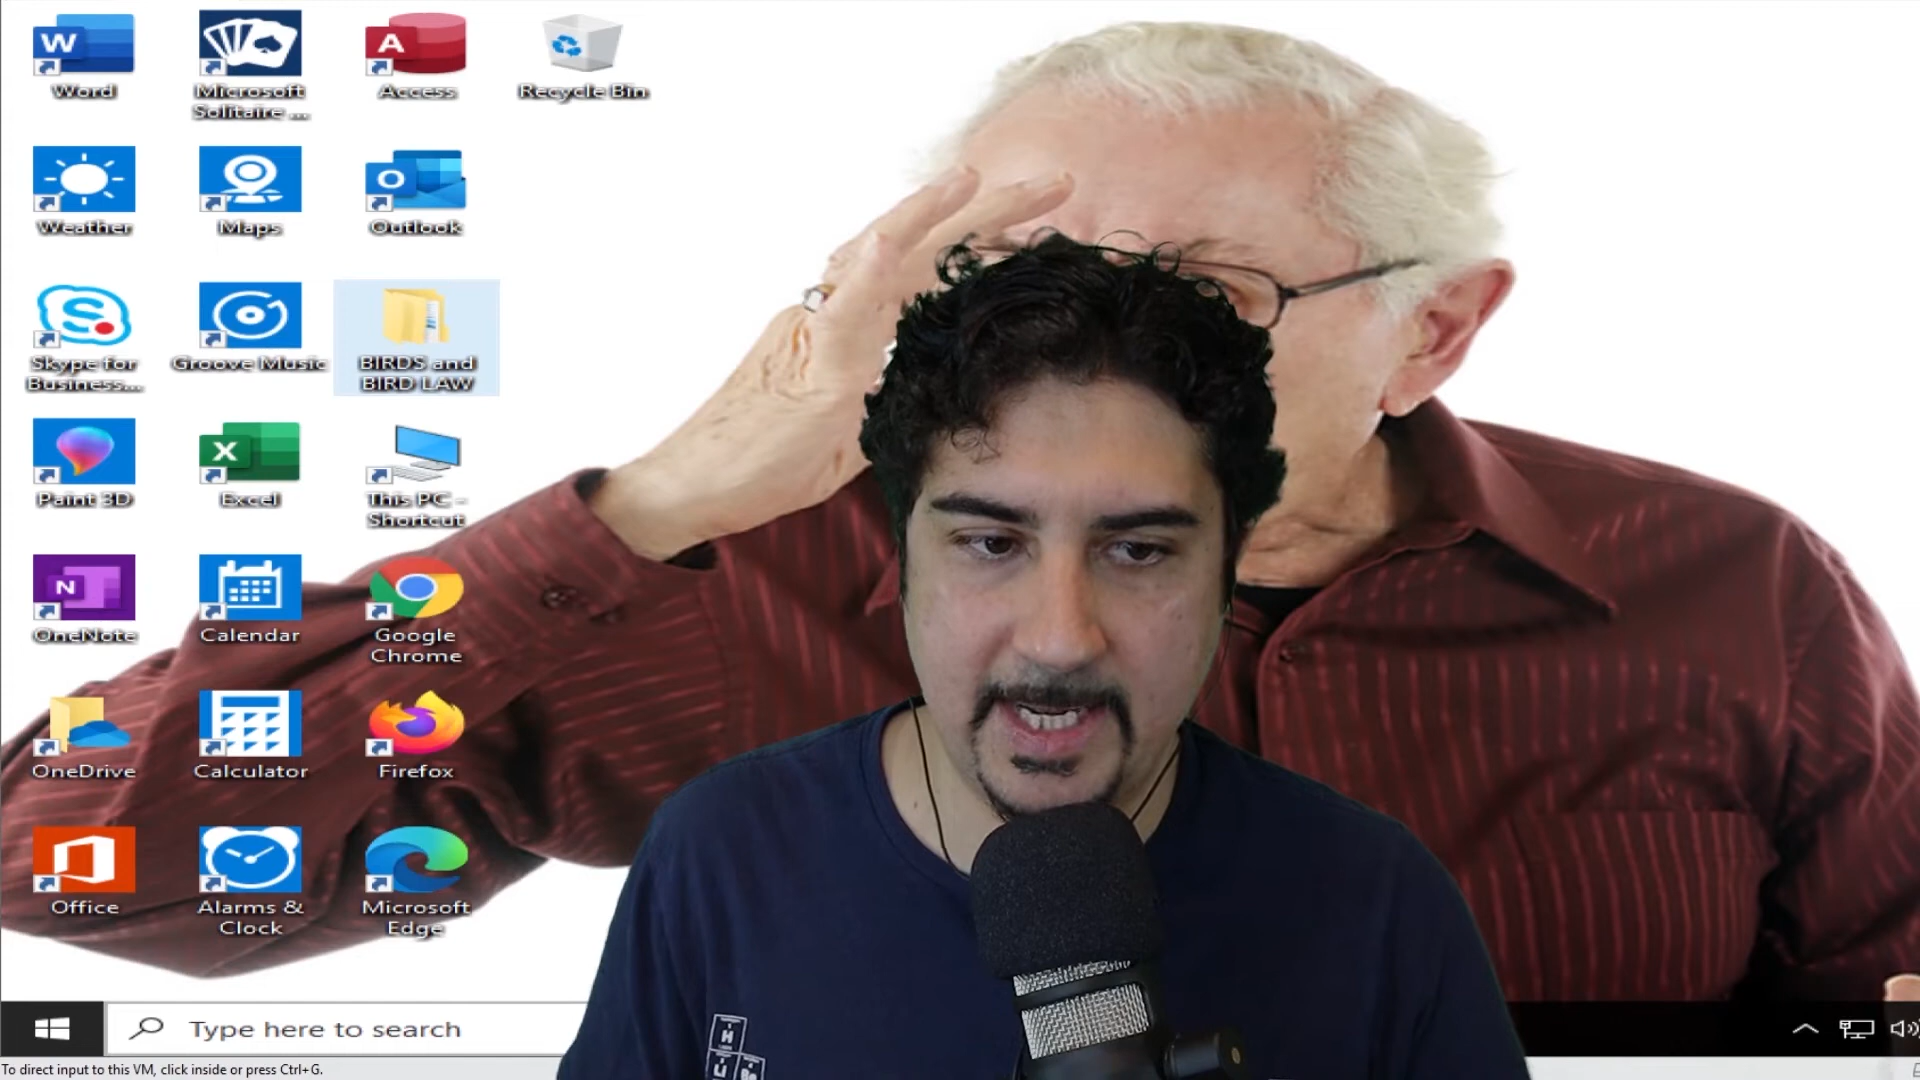 Word
Microsoft
Solitaire ...
Access
Recycle Bin
Weather
Maps
Outlook
Skype for
Business...
Groove Music
BIRDS and
BIRD LAW
Paint 3D
Excel
This PC -
Shortcut
OneNote
Calendar
Google
Chrome
OneDrive
Calculator
Firefox
Office
Alarms &
Clock
Microsoft
Edge
Type here to search
To direct input to this VM, click inside or press Ctrl+G.
H
Li